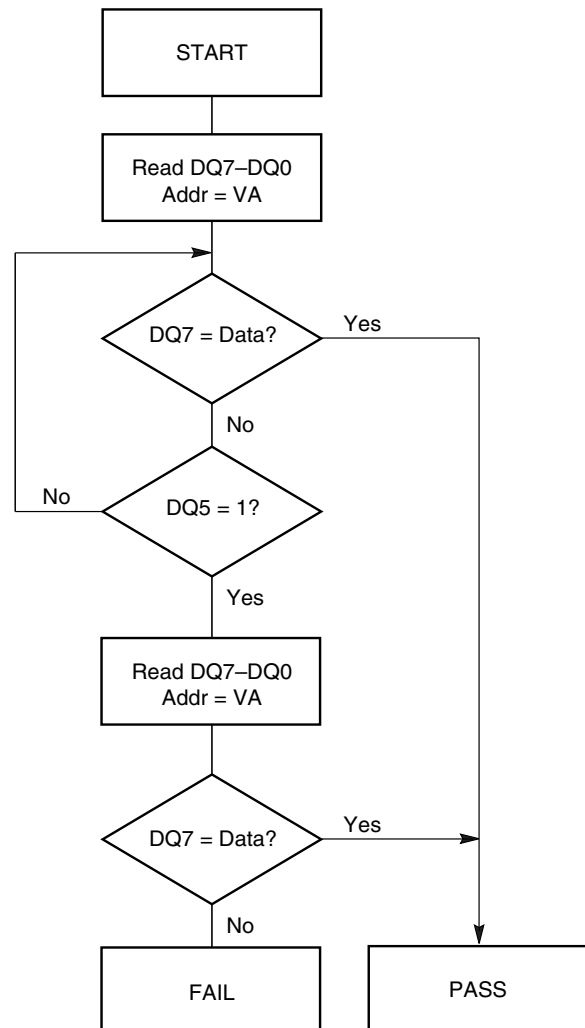 START
Read DQ7–DQ0
Addr = VA
DQ7 = Data?
Yes
No
No
DQ5 = 1?
Yes
Read DQ7–DQ0
Addr = VA
DQ7 = Data?
Yes
No
FAIL
PASS